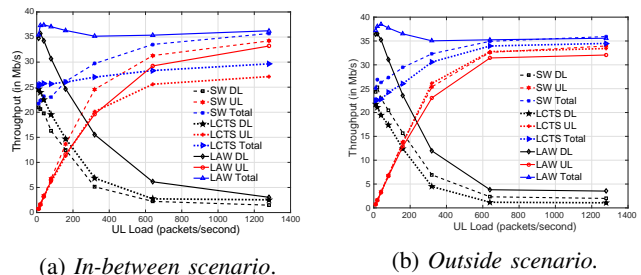 Throughput (in Mb/s)
40
35
30
25
20
15
10
5
0
0 200 400 600 800 1000 1200 1400
UL Load (packets/second)
SW DL
SW UL
SW Total
LCTS DL
LCTS UL
LCTS Total
LAW DL
LAW UL
LAW Total
(a) In-between scenario.
Throughput (in Mb/s)
40
35
30
25
20
15
10
5
0
0 200 400 600 800 1000 1200 1400
UL Load (packets/second)
SW DL
SW UL
SW Total
LCTS DL
LCTS UL
LCTS Total
LAW DL
LAW UL
LAW Total
(b) Outside scenario.